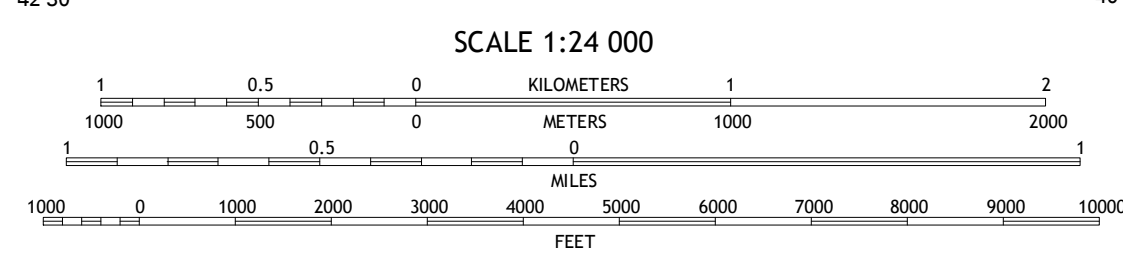 SCALE 1:24 000
1 0.5 0 KILOMETERS 1 2
1000 500 0 METERS 1000 2000
1 0.5 0 1
MILES
1000 0 1000 2000 3000 4000 5000 6000 7000 8000 9000 10000
FEET